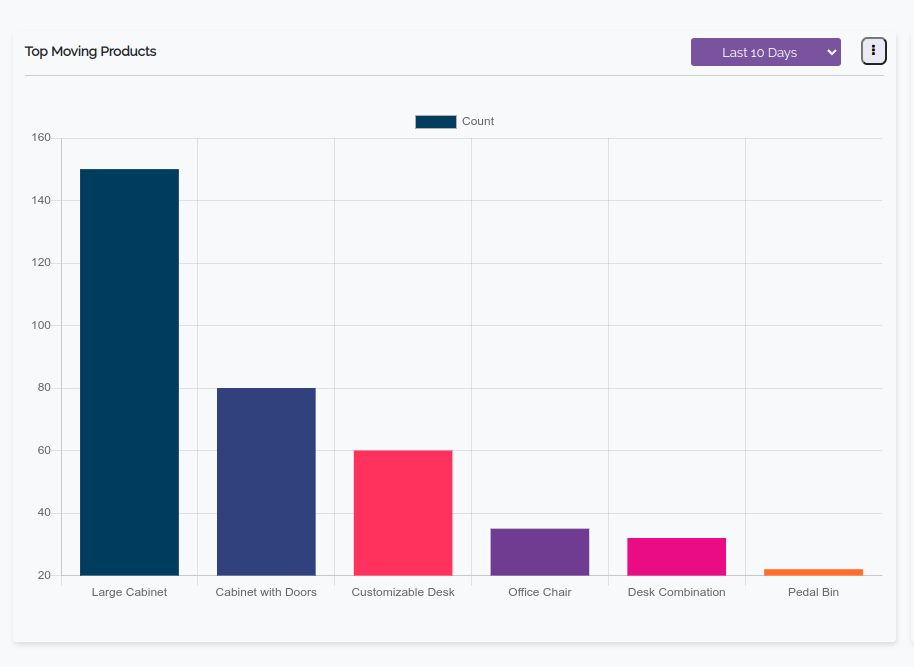 Top Moving Products
Last 10 Days
Count
160
140
120
100
80
60
40
20
Large Cabinet
Cabinet with Doors
Customizable Desk
Office Chair
Desk Combination
Pedal Bin